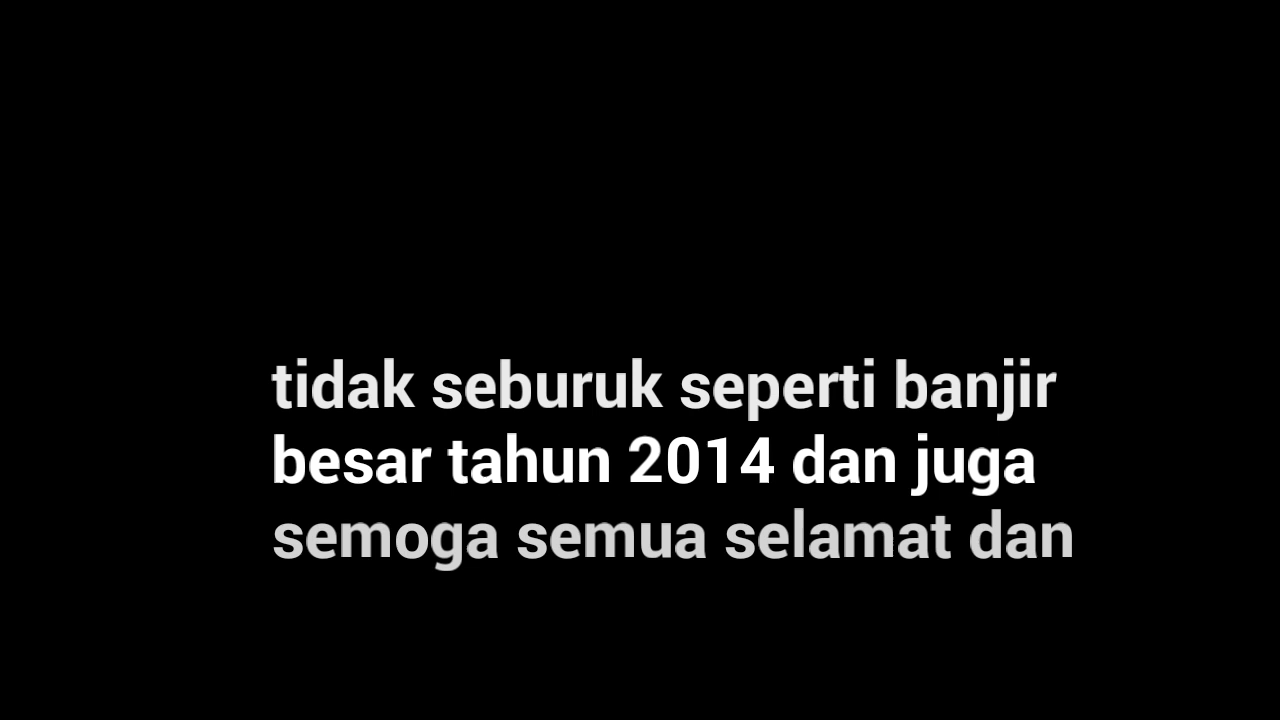 tidak seburuk seperti banjir
besar tahun 2014 dan juga
semoga semua selamat dan